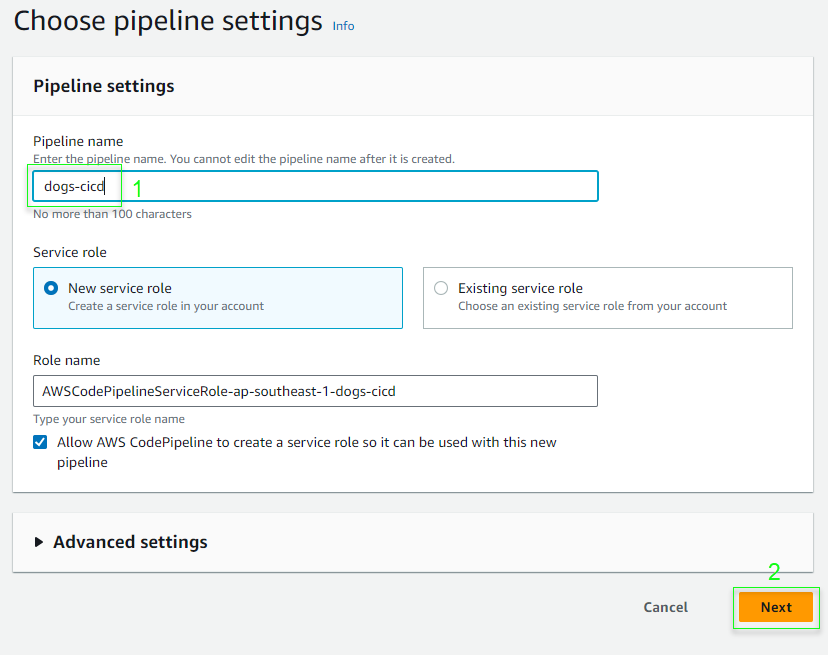 Choose pipeline settings Info
Pipeline settings
Pipeline name
Enter the pipeline name. You cannot edit the pipeline name after it is created.
dogs-cicd 1
No more than 100 characters
Service role
New service role
Create a service role in your account
Existing service role
Choose an existing service role from your account
Role name
AWSCodePipelineServiceRole-ap-southeast-1-dogs-cicd
Type your service role name
Allow AWS CodePipeline to create a service role so it can be used with this new
pipeline
Advanced settings
2
Cancel Next